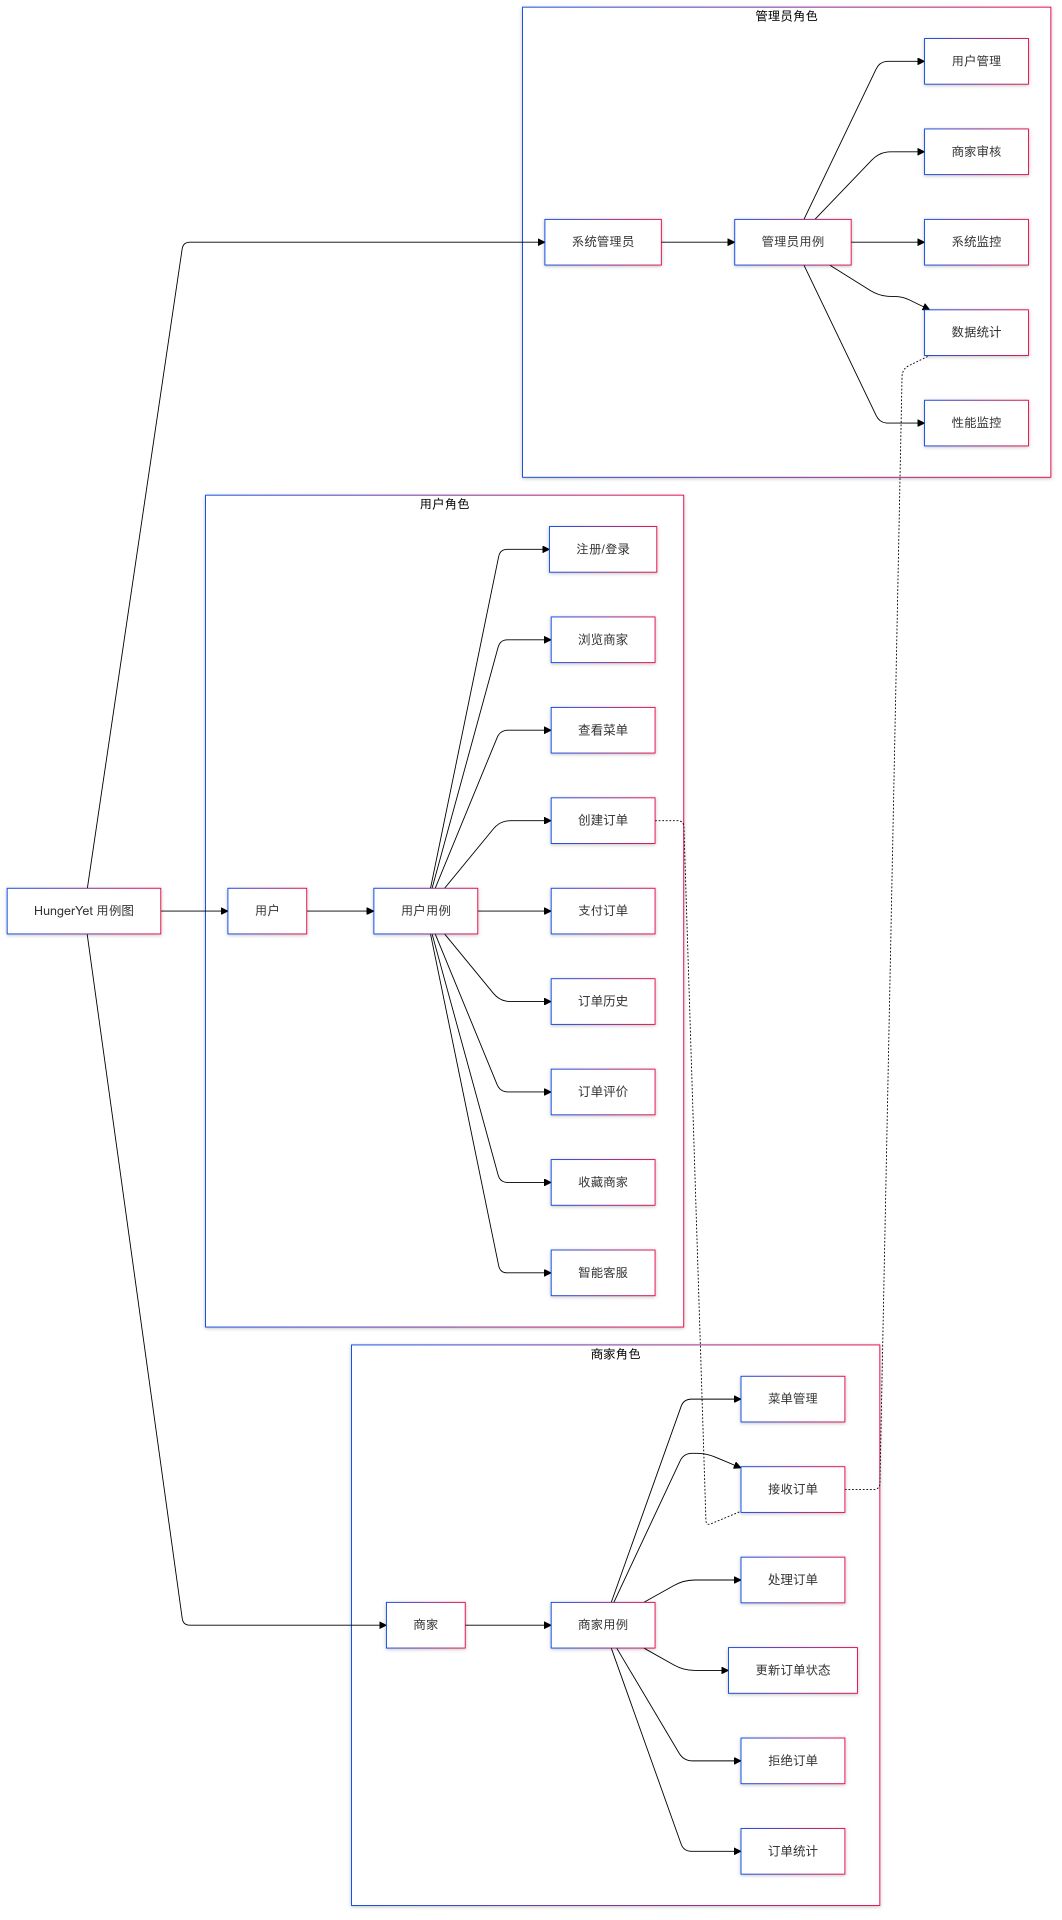 管理员角色
用户管理
商家审核
系统管理员
管理员用例
系统监控
数据统计
性能监控
用户角色
注册/登录
浏览商家
查看菜单
创建订单
HungerYet 用例图
用户
用户用例
支付订单
订单历史
订单评价
收藏商家
智能客服
商家角色
菜单管理
接收订单
处理订单
商家
商家用例
更新订单状态
拒绝订单
订单统计